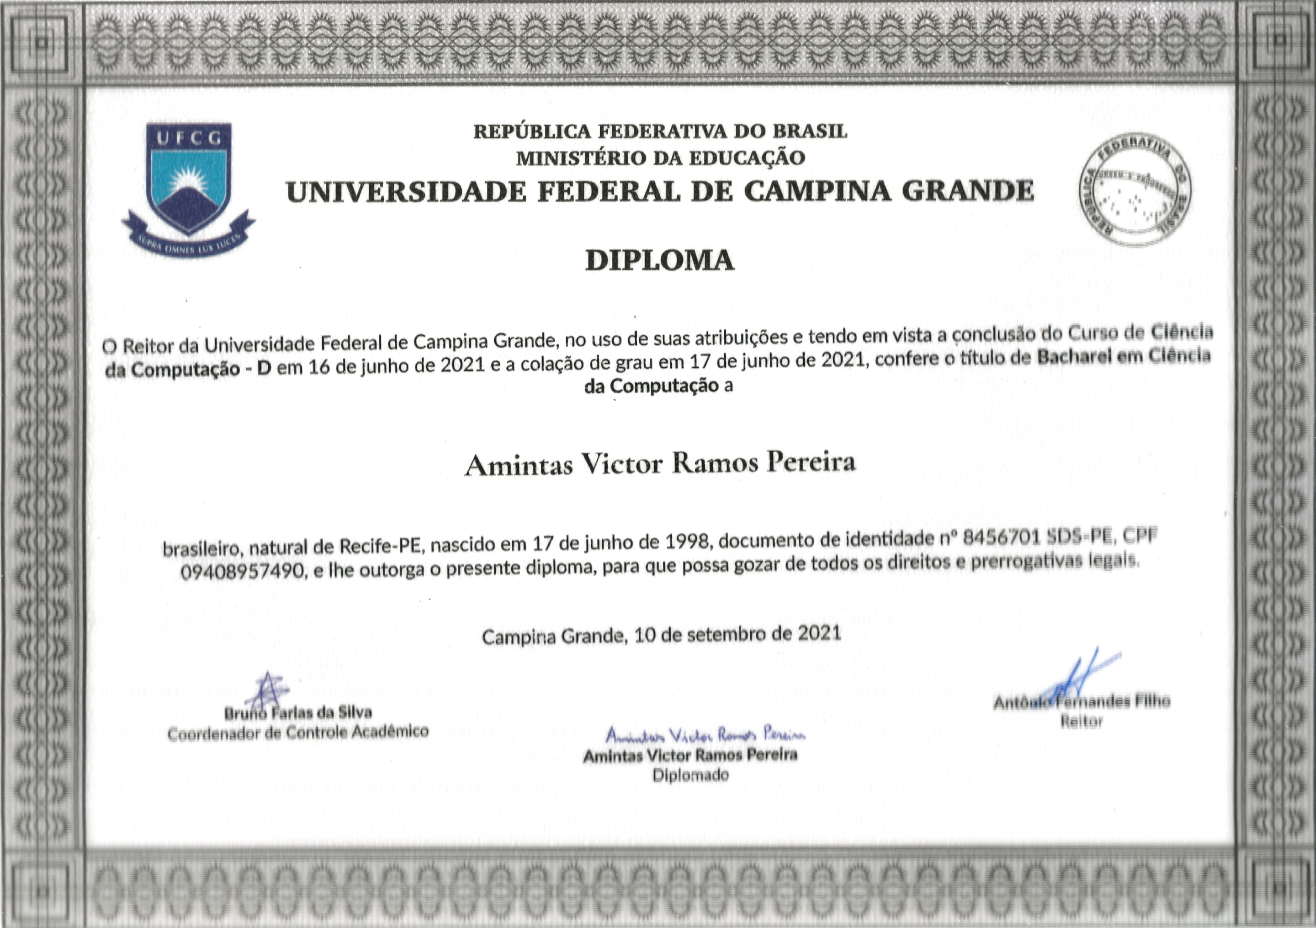 UFCG
SUPRA OMNES LUX LUCES
REPÚBLICA FEDERATIVA DO BRASIL
MINISTÉRIO DA EDUCAÇÃO
UNIVERSIDADE FEDERAL DE CAMPINA GRANDE
REPÚBLICA FEDERATIVA DO BRASIL
ORDEM E PROGRESSO
DIPLOMA
O Reitor da Universidade Federal de Campina Grande, no uso de suas atribuições e tendo em vista a conclusão do Curso de Ciência
da Computação - D em 16 de junho de 2021 e a colação de grau em 17 de junho de 2021, confere o título de Bacharel em Ciência
da Computação a
Amintas Victor Ramos Pereira
brasileiro, natural de Recife-PE, nascido em 17 de junho de 1998, documento de identidade nº 8456701 SDS-PE, CPF
09408957490, e lhe outorga o presente diploma, para que possa gozar de todos os direitos e prerrogativas legais.
Campina Grande, 10 de setembro de 2021
Bruno Farias da Silva
Coordenador de Controle Acadêmico
Amintas Victor Ramos Pereira
Amintas Victor Ramos Pereira
Diplomado
Antônio Fernandes Filho
Reitor